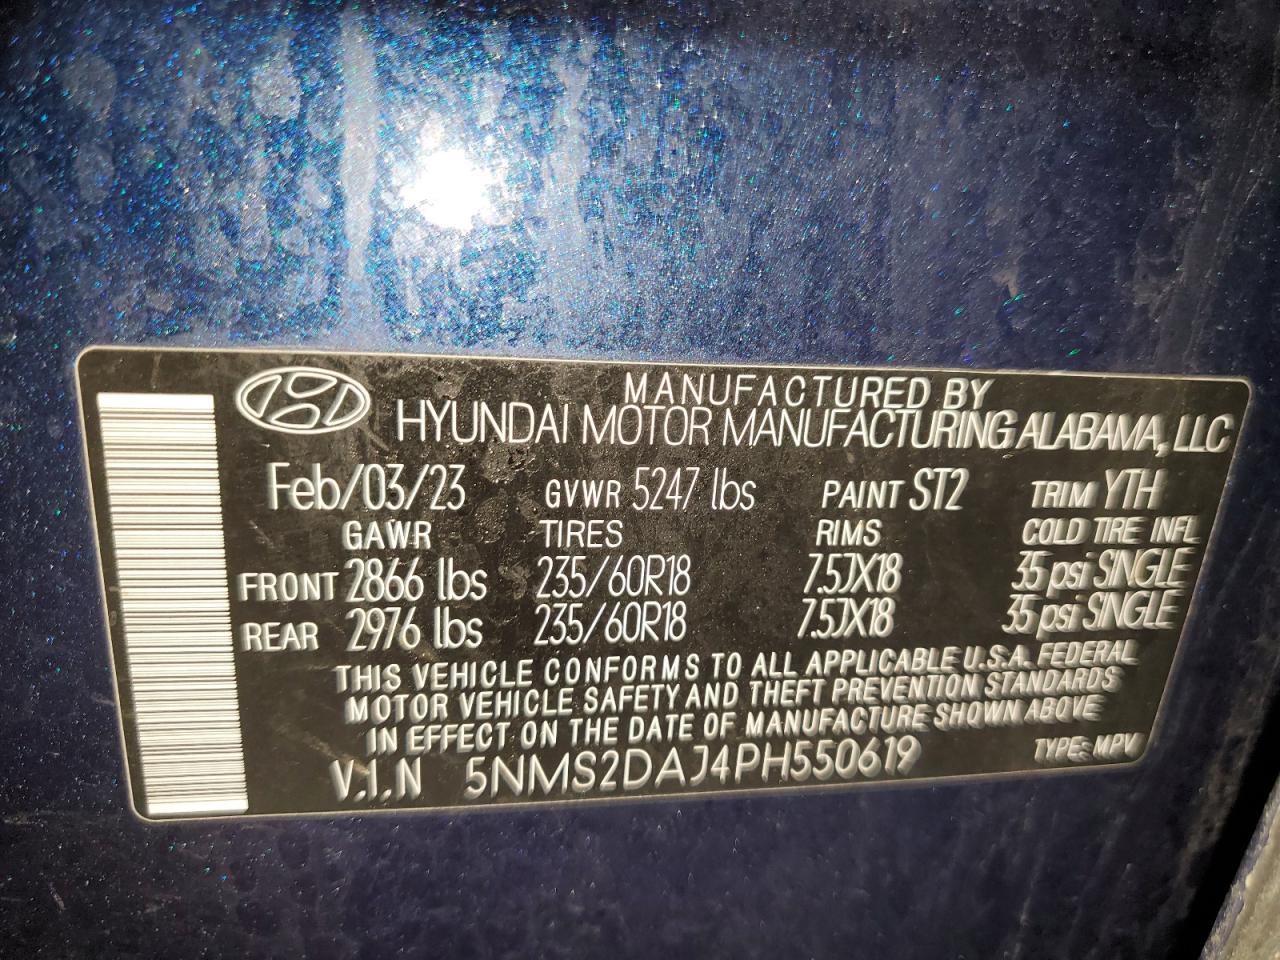 MANUFACTURED BY
HYUNDAI MOTOR MANUFACTURING ALABAMA, LLC
Feb/03/23 GVWR 5247 lbs PAINT ST2 TRIM YTH
GAWR TIRES RIMS COLD TIRE INFL
FRONT 2866 lbs 235/60R18 7.5JX18 35 psi SINGLE
REAR 2976 lbs 235/60R18 7.5JX18 35 psi SINGLE
THIS VEHICLE CONFORMS TO ALL APPLICABLE U.S.A. FEDERAL
MOTOR VEHICLE SAFETY AND THEFT PREVENTION STANDARDS
IN EFFECT ON THE DATE OF MANUFACTURE SHOWN ABOVE
V.I.N 5NMS2DAJ4PH550619 TYPE: MPV